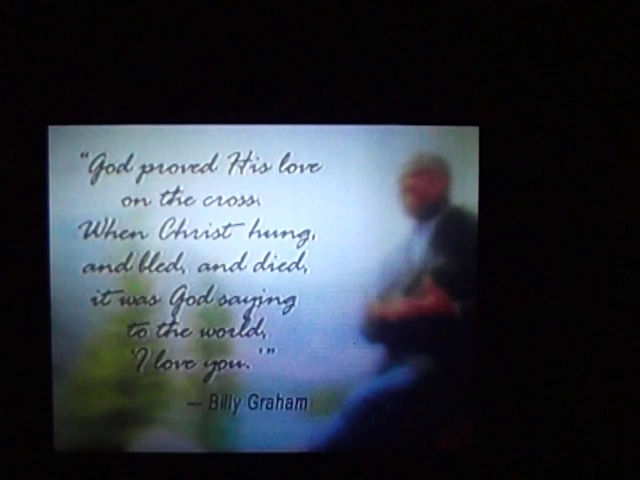 "God proved His love
on the cross.
When Christ hung,
and bled, and died,
it was God saying
to the world,
'I love you.'"
— Billy Graham